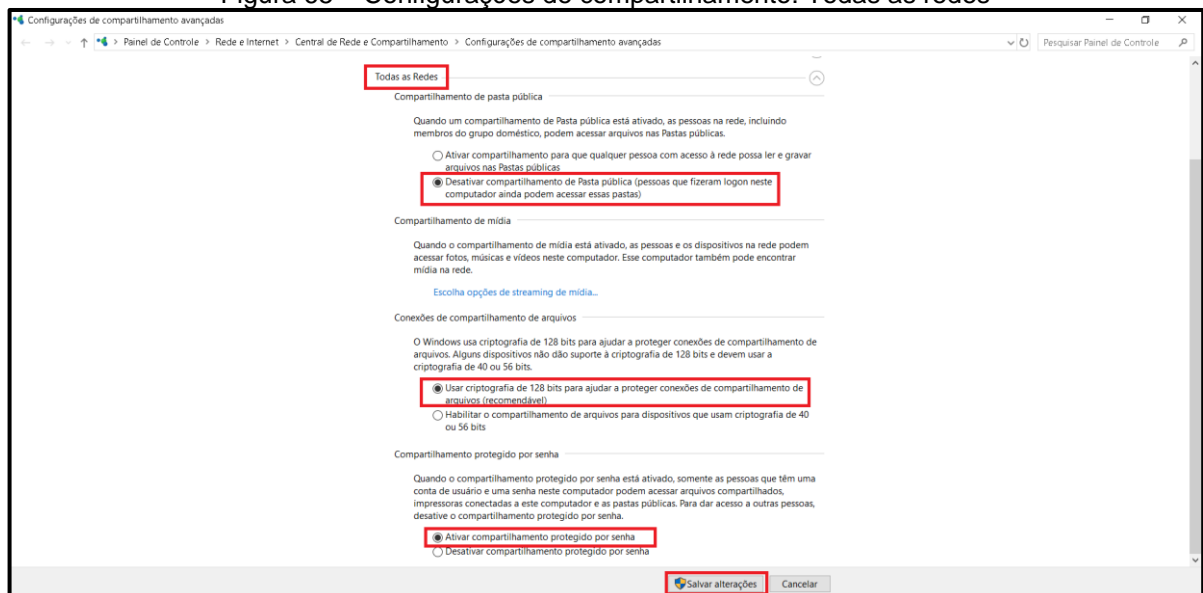 Configurações de compartilhamento: Todas as redes
Configurações de compartilhamento avançadas
Painel de Controle > Rede e Internet > Central de Rede e Compartilhamento > Configurações de compartilhamento avançadas
Pesquisar Painel de Controle
Todas as Redes
Compartilhamento de pasta pública
Quando um compartilhamento de Pasta pública está ativado, as pessoas na rede, incluindo
membros do grupo doméstico, podem acessar arquivos nas Pastas públicas.
Ativar compartilhamento para que qualquer pessoa com acesso à rede possa ler e gravar
arquivos nas Pastas públicas
Desativar compartilhamento de Pasta pública (pessoas que fizeram logon neste
computador ainda podem acessar essas pastas)
Compartilhamento de mídia
Quando o compartilhamento de mídia está ativado, as pessoas e os dispositivos na rede podem
acessar fotos, músicas e vídeos neste computador. Esse computador também pode encontrar
mídia na rede.
Escolha opções de streaming de mídia...
Conexões de compartilhamento de arquivos
O Windows usa criptografia de 128 bits para ajudar a proteger conexões de compartilhamento de
arquivos. Alguns dispositivos não dão suporte à criptografia de 128 bits e devem usar a
criptografia de 40 ou 56 bits.
Usar criptografia de 128 bits para ajudar a proteger conexões de compartilhamento de
arquivos (recomendável)
Habilitar o compartilhamento de arquivos para dispositivos que usam criptografia de 40
ou 56 bits
Compartilhamento protegido por senha
Quando o compartilhamento protegido por senha está ativado, somente as pessoas que têm uma
conta de usuário e uma senha neste computador podem acessar arquivos compartilhados,
impressoras conectadas a este computador e as pastas públicas. Para dar acesso a outras pessoas,
desative o compartilhamento protegido por senha.
Ativar compartilhamento protegido por senha
Desativar compartilhamento protegido por senha
Salvar alterações
Cancelar